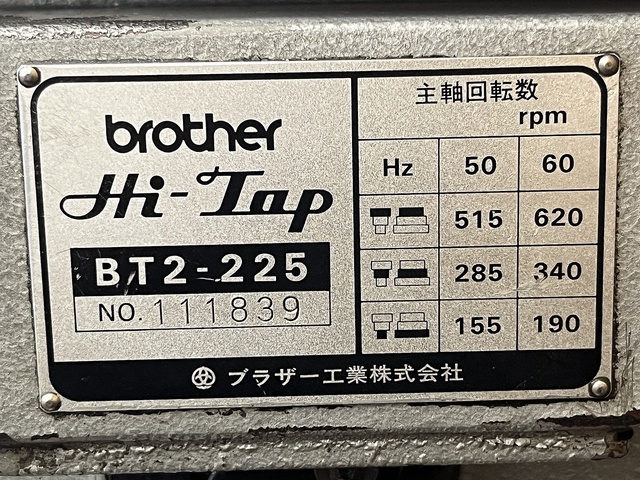 brother
Hi-Tap
BT2-225
NO. 111839
主軸回転数
rpm
Hz 50 60
515 620
285 340
155 190
ブラザー工業株式会社